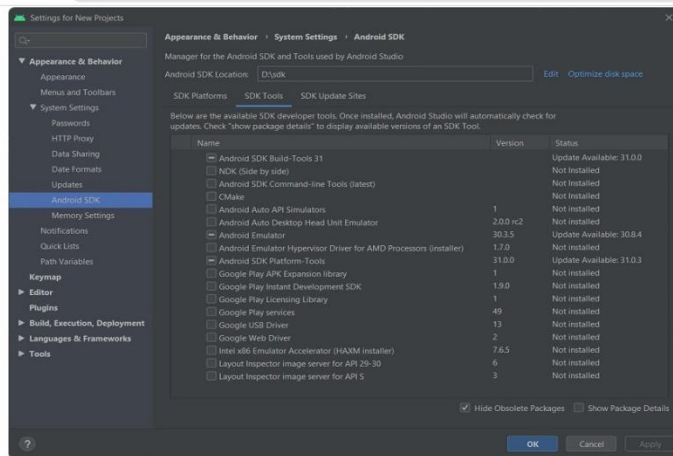 Settings for New Projects
Appearance & Behavior
Appearance
Menus and Toolbars
System Settings
Passwords
HTTP Proxy
Data Sharing
Date Formats
Updates
Android SDK
Memory Settings
Notifications
Quick Lists
Path Variables
Keymap
Editor
Plugins
Build, Execution, Deployment
Languages & Frameworks
Tools
Appearance & Behavior › System Settings › Android SDK
Manager for the Android SDK and Tools used by Android Studio
Android SDK Location: D:\sdk Edit Optimize disk space
SDK Platforms SDK Tools SDK Update Sites
Below are the available SDK developer tools. Once installed, Android Studio will automatically check for
updates. Check "show package details" to display available versions of an SDK Tool.
Name Version Status
Android SDK Build-Tools 31 Update Available: 31.0.0
NDK (Side by side) Not Installed
Android SDK Command-line Tools (latest) Not Installed
CMake Not Installed
Android Auto API Simulators 1 Not installed
Android Auto Desktop Head Unit Emulator 2.0.0 rc2 Not installed
Android Emulator 30.3.5 Update Available: 30.8.4
Android Emulator Hypervisor Driver for AMD Processors (installer) 1.7.0 Not installed
Android SDK Platform-Tools 31.0.0 Update Available: 31.0.3
Google Play APK Expansion library 1 Not installed
Google Play Instant Development SDK 1.9.0 Not installed
Google Play Licensing Library 1 Not installed
Google Play services 49 Not installed
Google USB Driver 13 Not installed
Google Web Driver 2 Not installed
Intel x86 Emulator Accelerator (HAXM installer) 7.6.5 Not installed
Layout Inspector image server for API 29-30 6 Not installed
Layout Inspector image server for API S 3 Not installed
Hide Obsolete Packages Show Package Details
? OK Cancel Apply